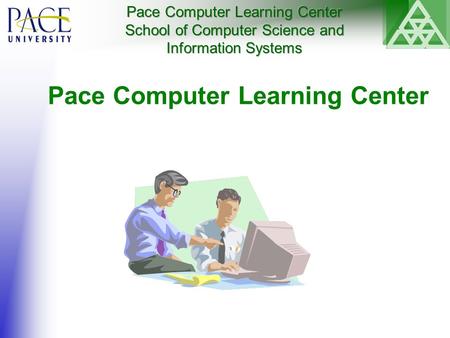 PACE
UNIVERSITY
Pace Computer Learning Center
School of Computer Science and
Information Systems
Pace Computer Learning Center